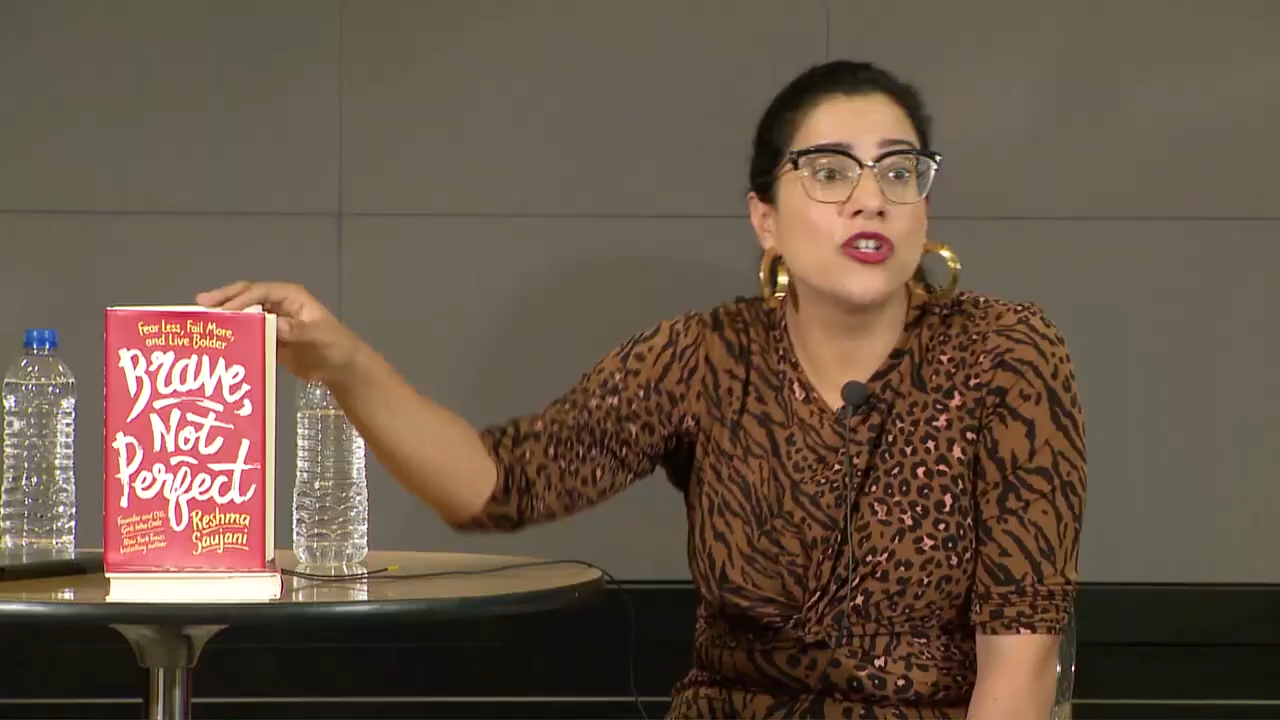 Fear Less, Fail More,
and Live Bolder
Brave,
Not
Perfect
Founder and CEO,
Girls Who Code
New York Times
bestselling author
Reshma
Saujani